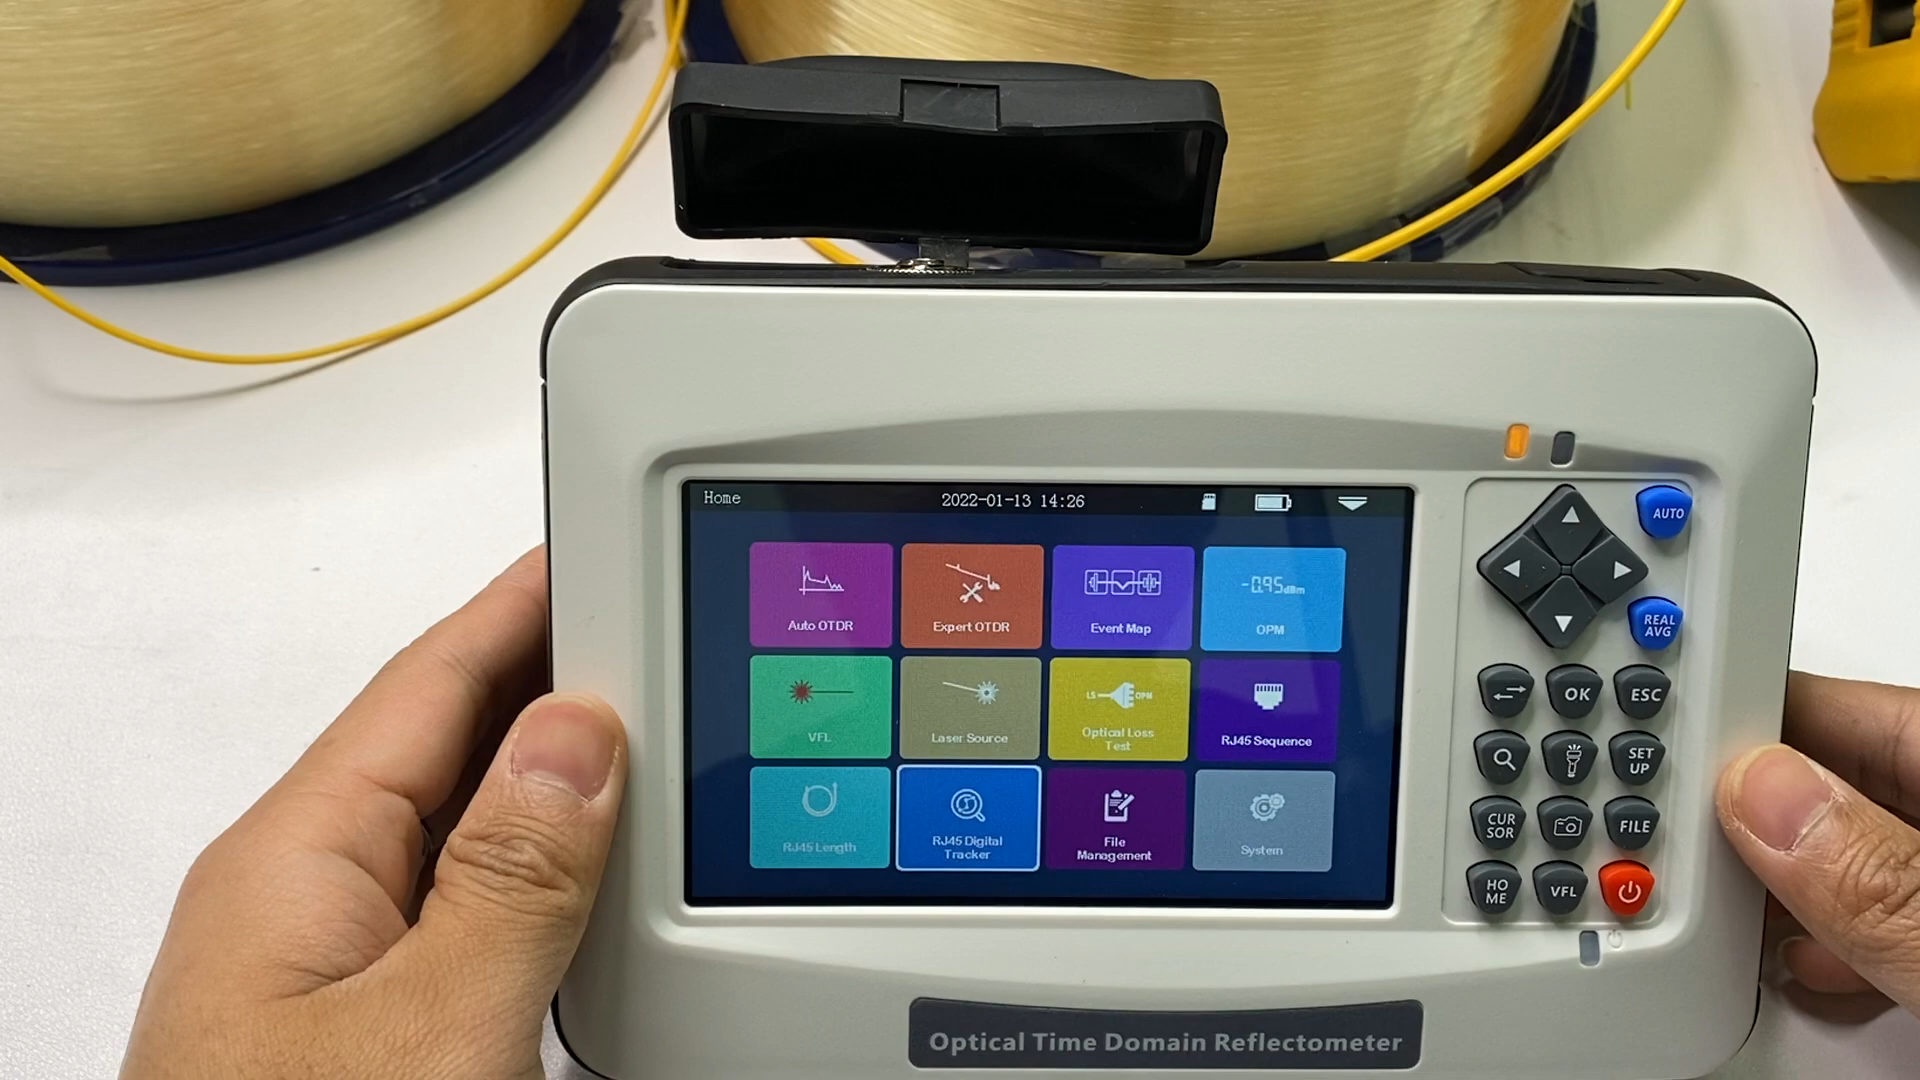 Home
2022-01-13 14:26
Auto OTDR
Expert OTDR
Event Map
-0.95dBm
OPM
VFL
Laser Source
LS
OPM
Optical Loss
Test
RJ45 Sequence
RJ45 Length
RJ45 Digital
Tracker
File
Management
System
AUTO
REAL
AVG
OK
ESC
SET
UP
CUR
SOR
FILE
HO
ME
VFL
Optical Time Domain Reflectometer